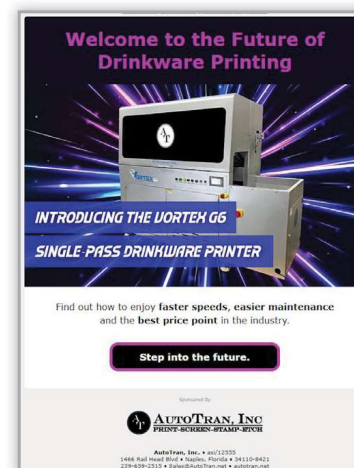 Welcome to the Future of
Drinkware Printing
VORTEX
INTRODUCING THE VORTEX G6
SINGLE-PASS DRINKWARE PRINTER
Find out how to enjoy faster speeds, easier maintenance
and the best price point in the industry.
Step into the future.
Sponsored By
AUTOTRAN, INC
PRINT-SCREEN-STAMP-ETCH
AutoTran, Inc. • asi/12355
1466 Rail Head Blvd • Naples, Florida • 34110-8421
239-659-2515 • Sales@AutoTran.net • autotran.net